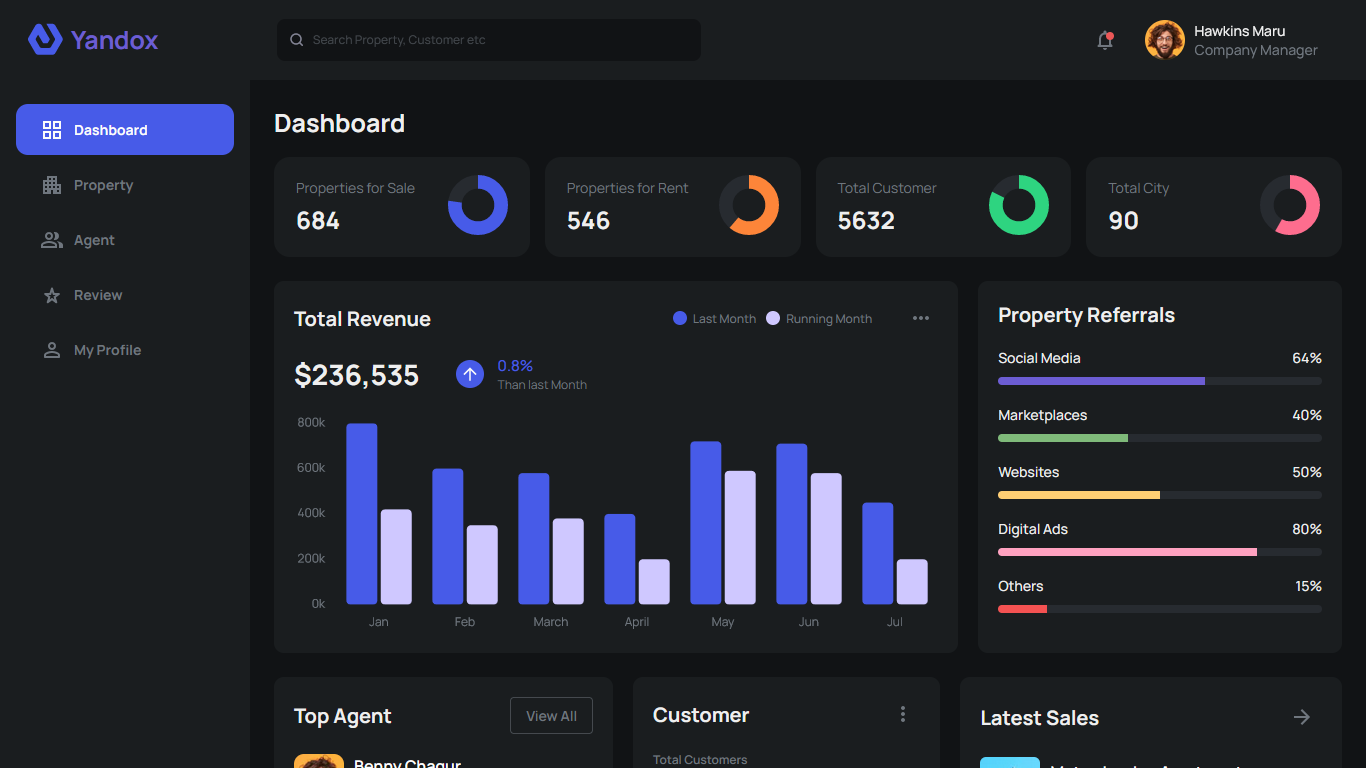 Yandox
Search Property, Customer etc
Hawkins Maru
Company Manager
Dashboard
Property
Agent
Review
My Profile
Dashboard
Properties for Sale
684
Properties for Rent
546
Total Customer
5632
Total City
90
Total Revenue
Last Month
Running Month
$236,535
0.8%
Than last Month
800k
600k
400k
200k
0k
Jan
Feb
March
April
May
Jun
Jul
Property Referrals
Social Media
64%
Marketplaces
40%
Websites
50%
Digital Ads
80%
Others
15%
Top Agent
View All
Benny Chagur
Customer
Total Customers
Latest Sales